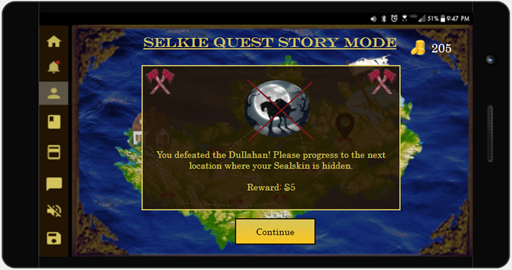 51% 9:47 PM
SELKIE QUEST STORY MODE
205
You defeated the Dullahan! Please progress to the next
location where your Sealskin is hidden.
Reward: S5
Continue